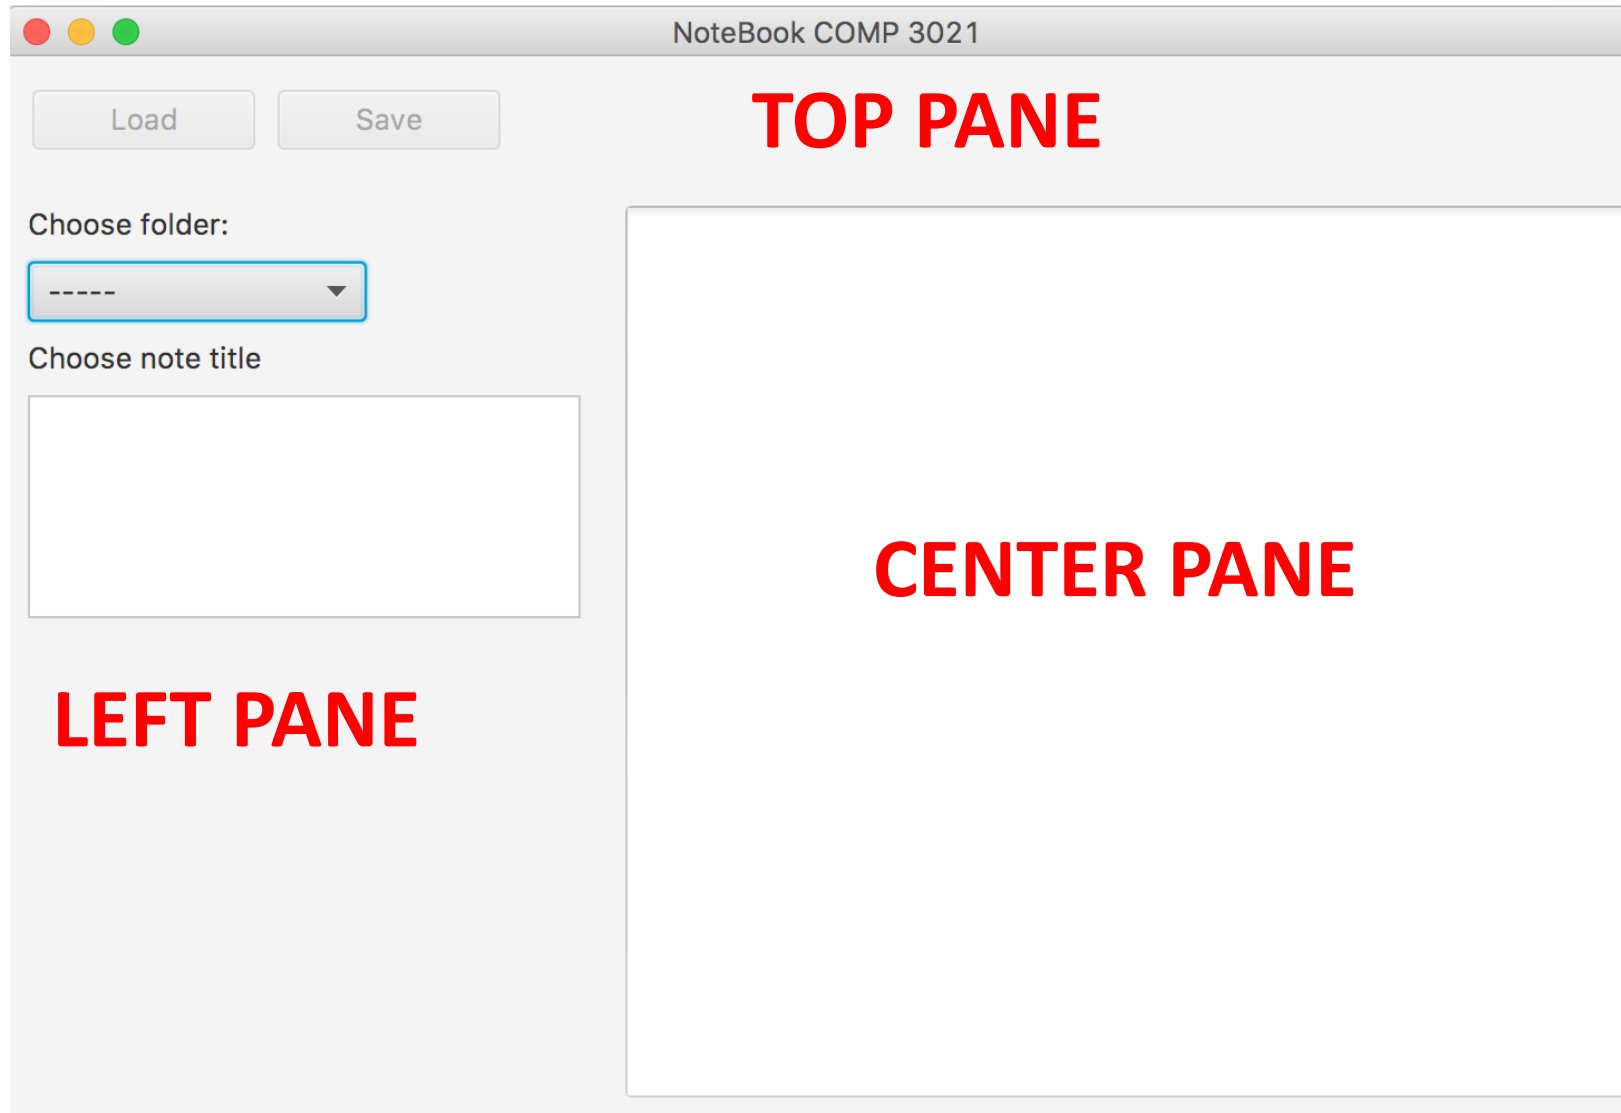 NoteBook COMP 3021
Load Save TOP PANE
Choose folder:
-----
Choose note title
CENTER PANE
LEFT PANE